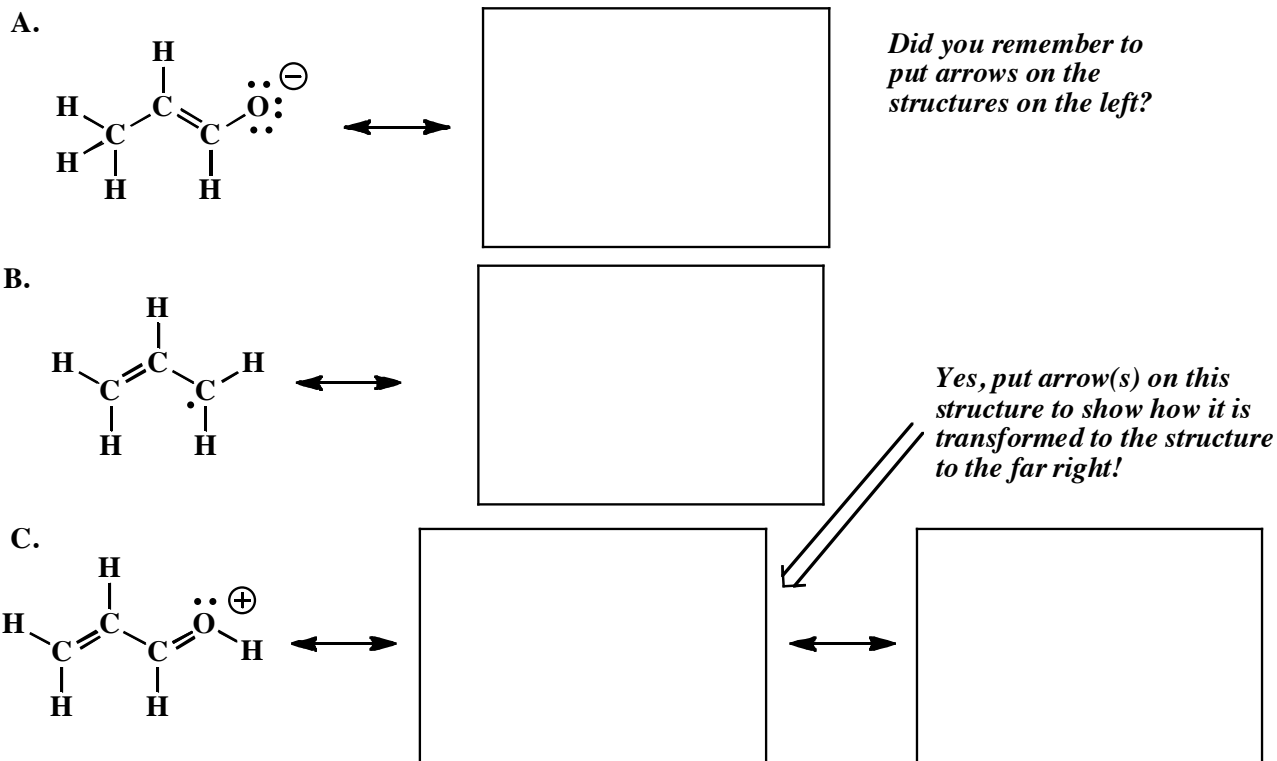 A.
H
H
C
C
C
O
⊖
H
H
H
Did you remember to
put arrows on the
structures on the left?
B.
H
H
C
C
C
H
H
H
Yes, put arrow(s) on this
structure to show how it is
transformed to the structure
to the far right!
C.
H
H
C
C
C
O
⊕
H
H
H